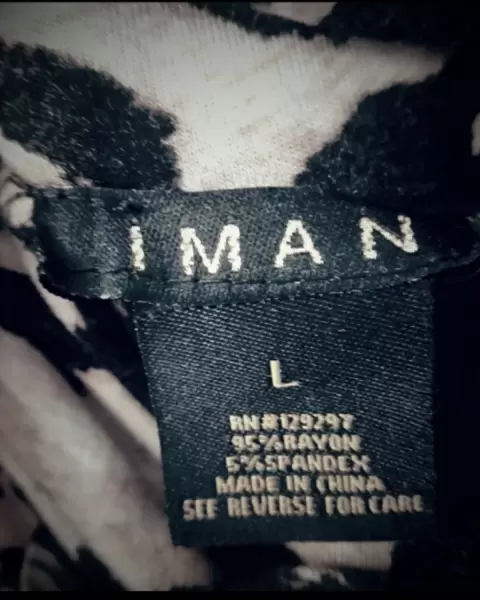 IMAN
L
RN#129297
95%RAYON
5%SPANDEX
MADE IN CHINA
SEE REVERSE FOR CARE